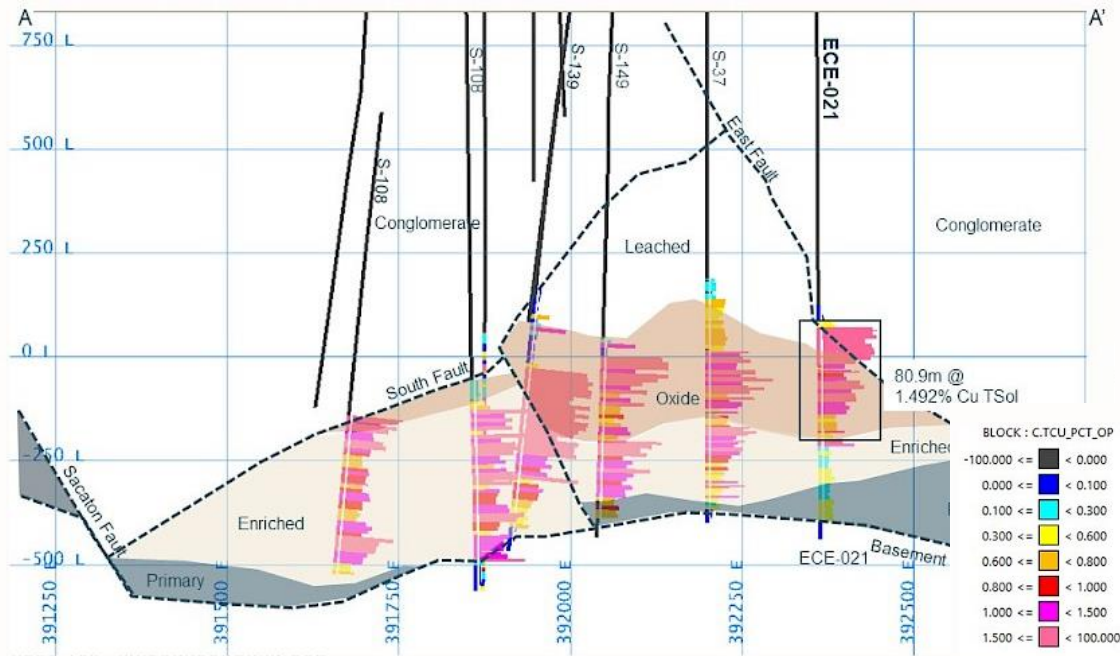 A
A'
750 L
500 L
250 L
0 L
-250 L
-500 L
S-108
S-108
S-139
S-149
S-37
ECE-021
East Fault
Conglomerate
Leached
Conglomerate
South Fault
Oxide
80.9m @
1.492% Cu TSol
Enriched
Enriched
Sacaton Fault
Primary
ECE-021
Basement
391250 E
391500 E
391750 E
392000 E
392250 E
392500 E
BLOCK : C.TCU_PCT_OP
-100.000 <= < 0.000
0.000 <= < 0.100
0.100 <= < 0.300
0.300 <= < 0.600
0.600 <= < 0.800
0.800 <= < 1.000
1.000 <= < 1.500
1.500 <= < 100.000